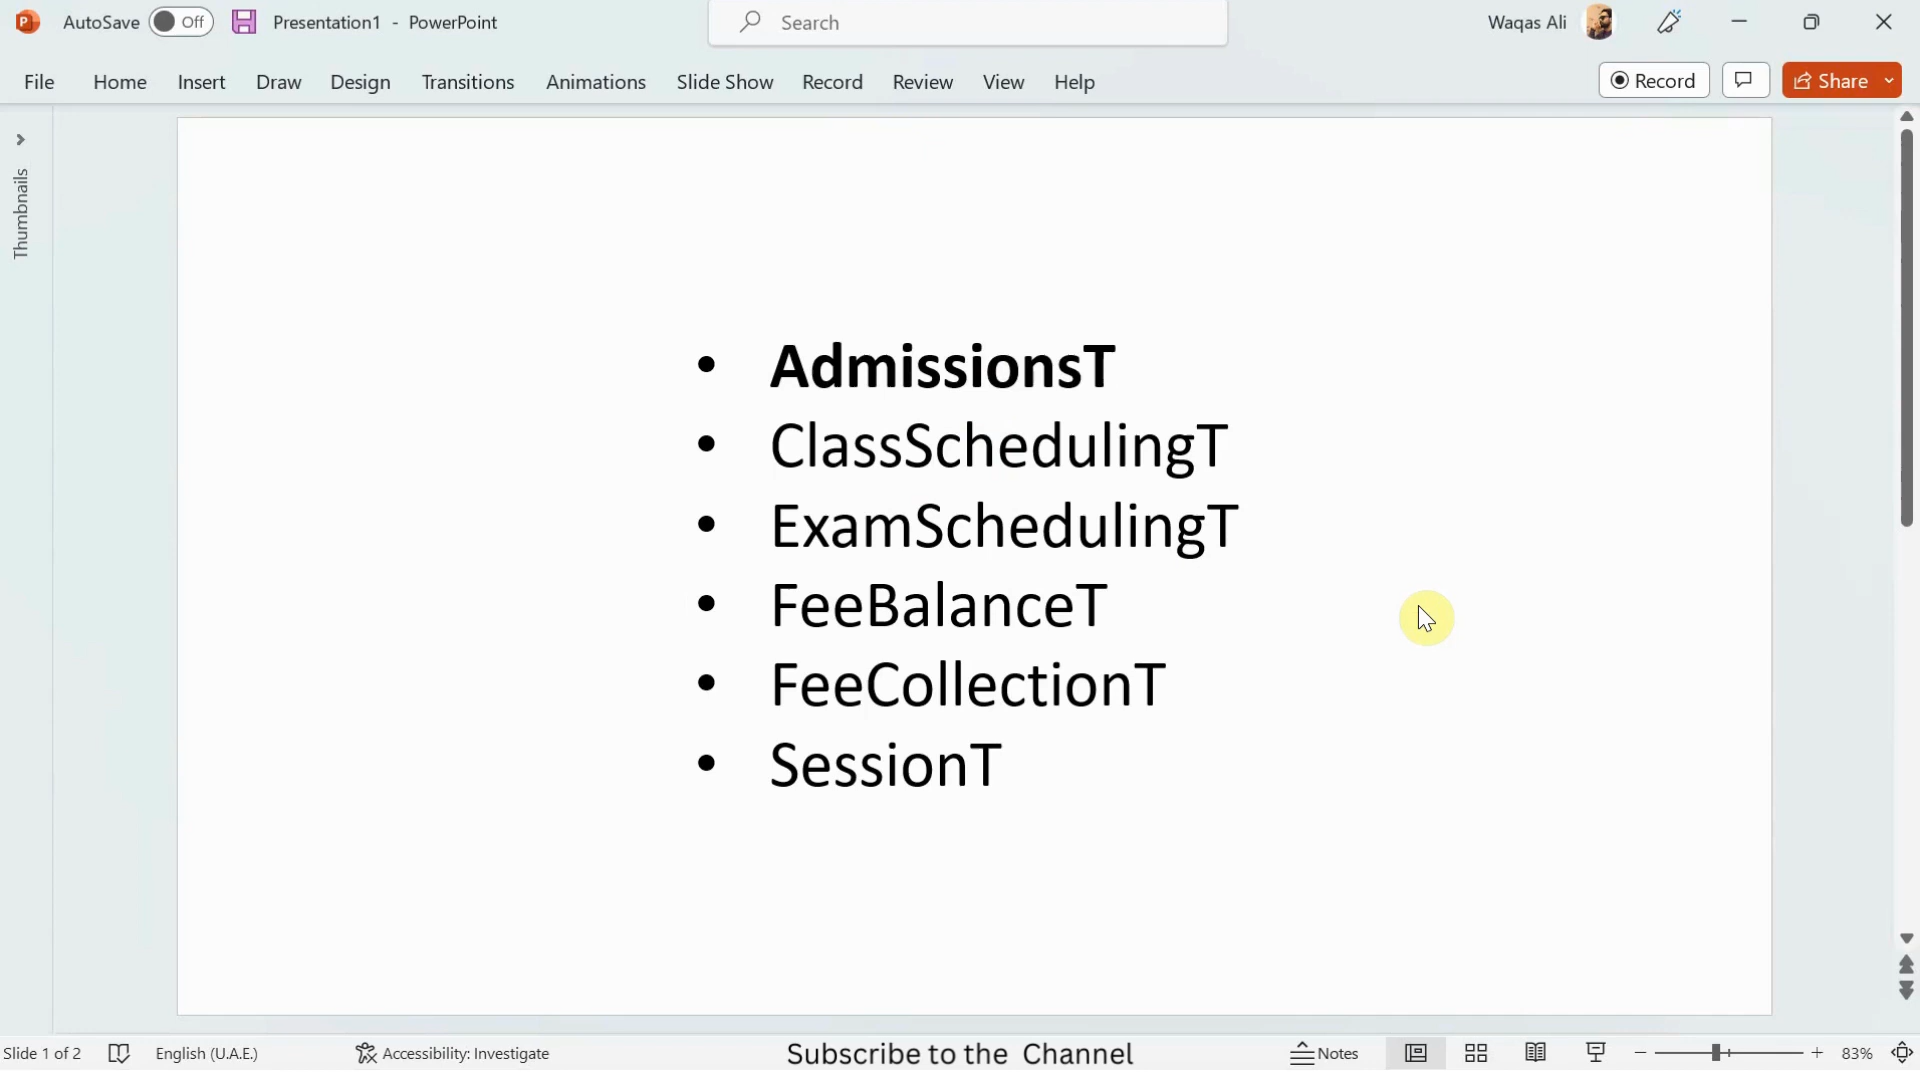 AutoSave Off Presentation1 - PowerPoint Search Waqas Ali
File Home Insert Draw Design Transitions Animations Slide Show Record Review View Help Record Share
Thumbnails
• AdmissionsT
• ClassSchedulingT
• ExamSchedulingT
• FeeBalanceT
• FeeCollectionT
• SessionT
Slide 1 of 2 English (U.A.E.) Accessibility: Investigate Subscribe to the Channel Notes 83%